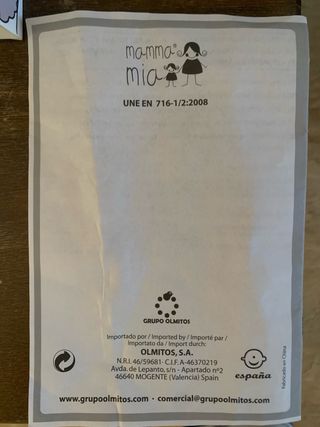 mamma®
mia
UNE EN 716-1/2:2008
GRUPO OLMITOS
Importado por / Imported by / Importé par /
Importato da / Import durch:
OLMITOS, S.A.
N.R.I. 46/59681- C.I.F. A-46370219
Avda. de Lepanto, s/n - Apartado nº2
46640 MOGENTE (Valencia) Spain
españa
Fabricado en China
www.grupoolmitos.com - comercial@grupoolmitos.com